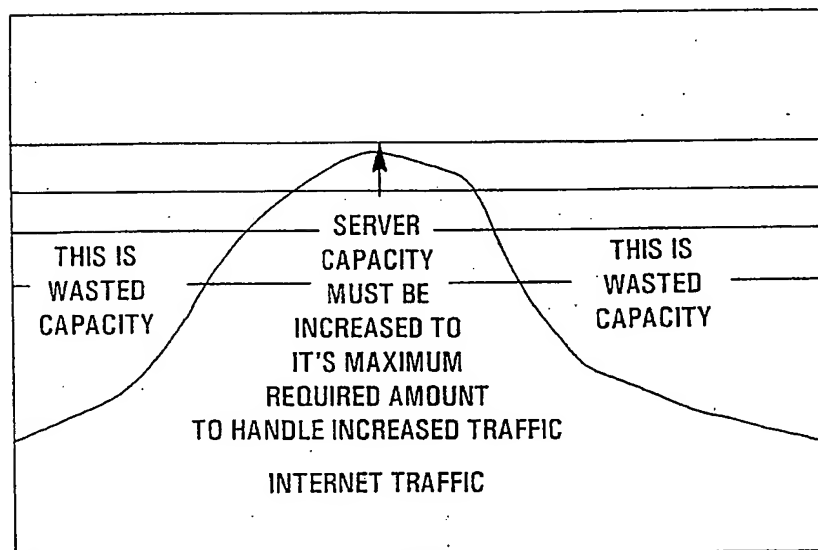 THIS IS
WASTED
CAPACITY
SERVER
CAPACITY
MUST BE
INCREASED TO
IT'S MAXIMUM
REQUIRED AMOUNT
TO HANDLE INCREASED TRAFFIC
THIS IS
WASTED
CAPACITY
INTERNET TRAFFIC